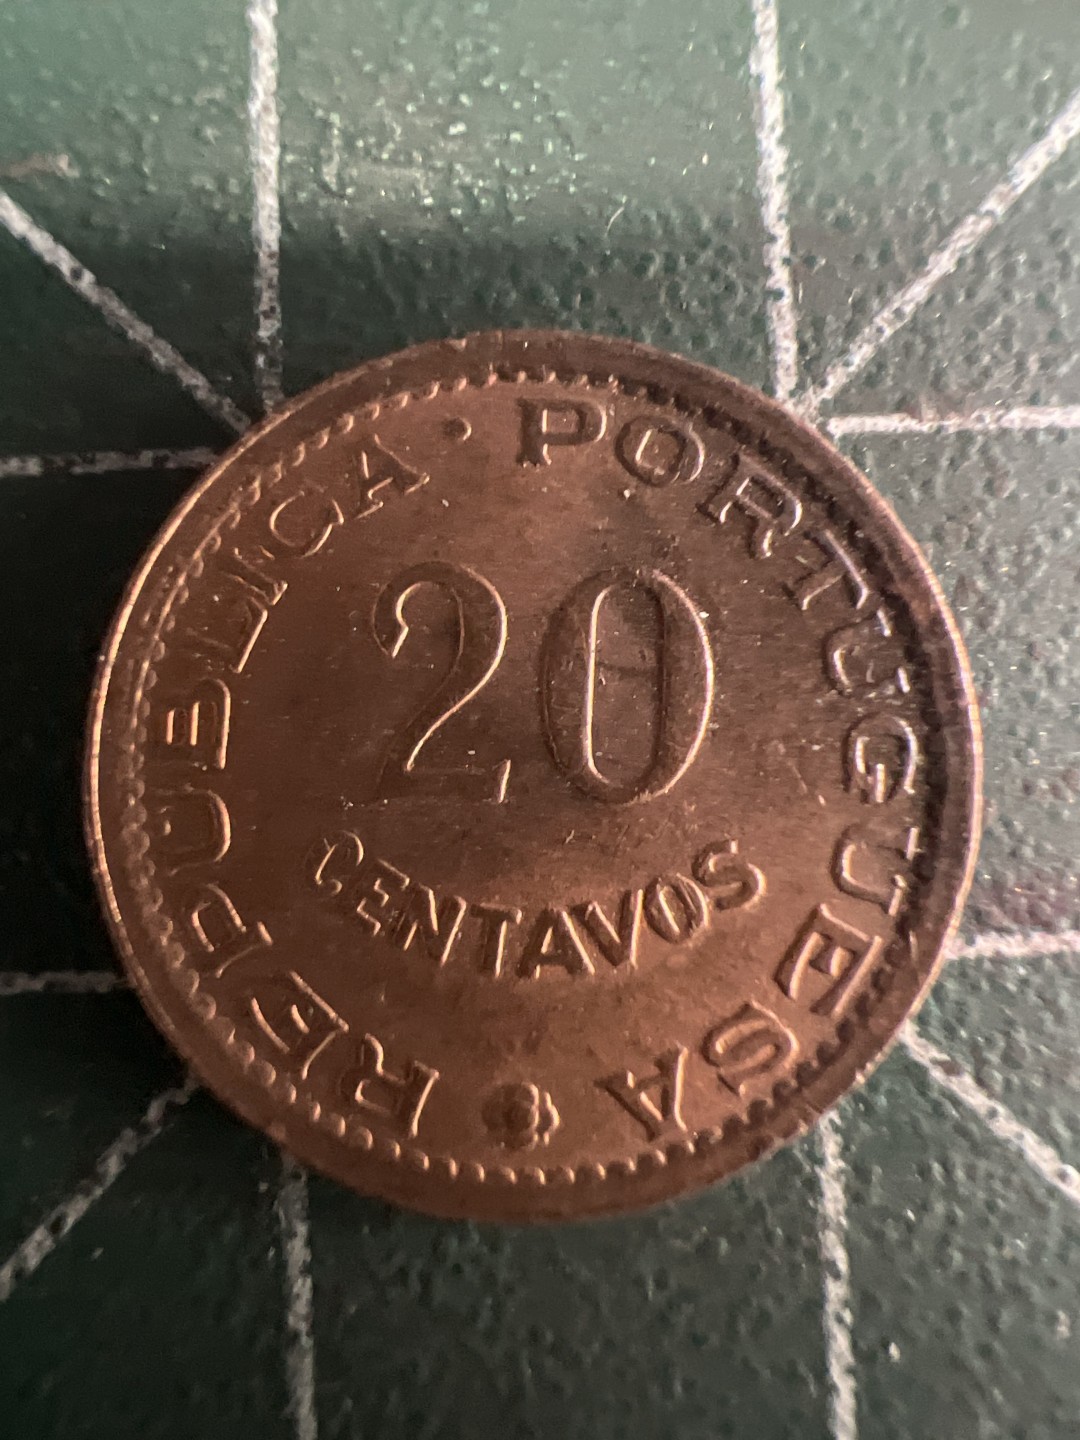 REPUBLICA · PORTUGUESA
20
CENTAVOS